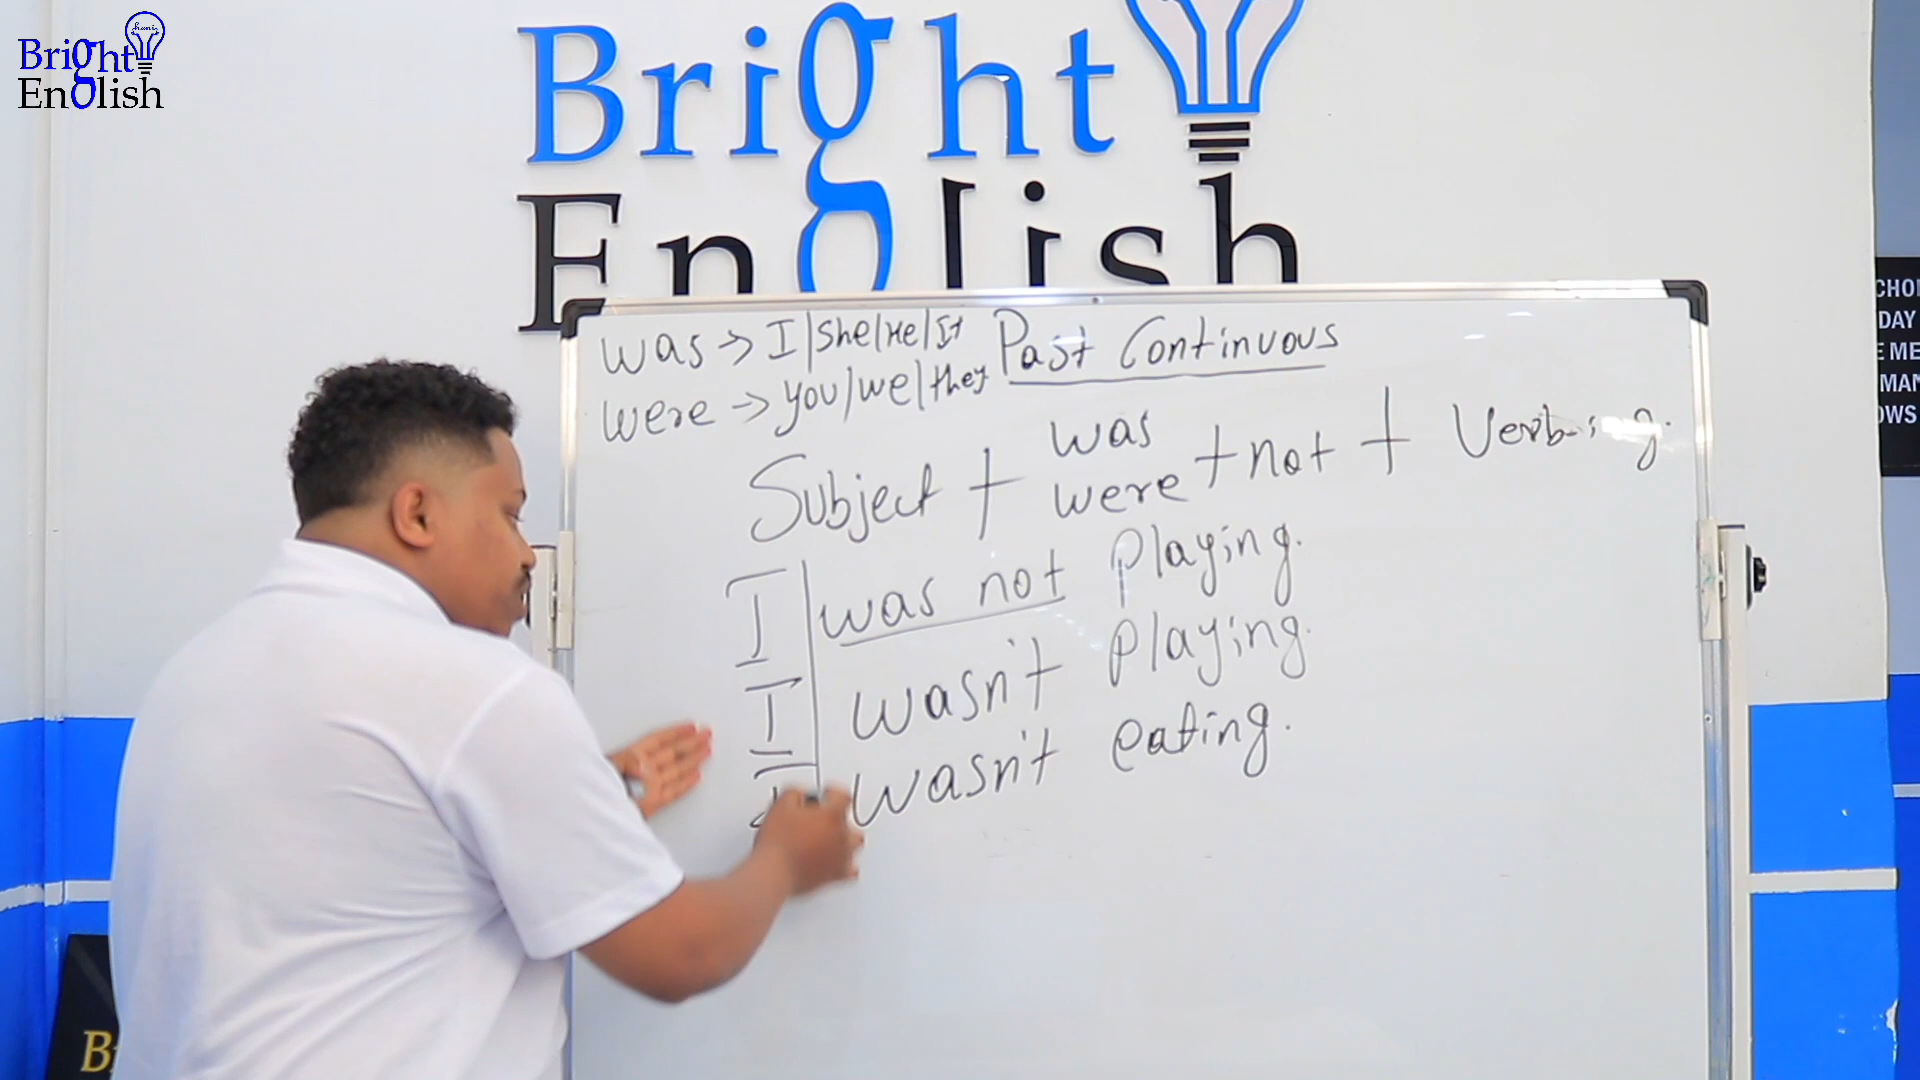 Bright
English
Bright
English
was → I/she/He/It
were → you/we/they
Past Continuous
Subject + was were + not + Verb-ing.
I was not playing.
I wasn't playing.
I wasn't eating.
DAY